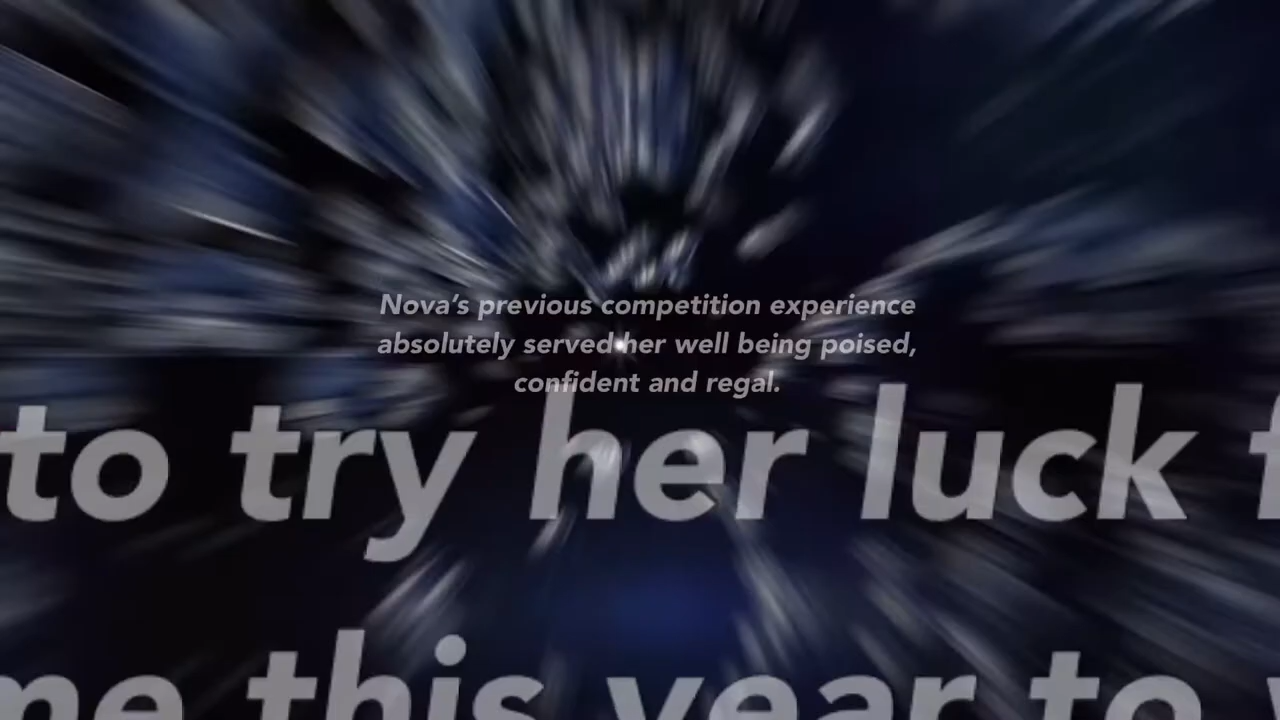 Nova’s previous competition experience
absolutely served her well being poised,
confident and regal.
to try her luck
this year to